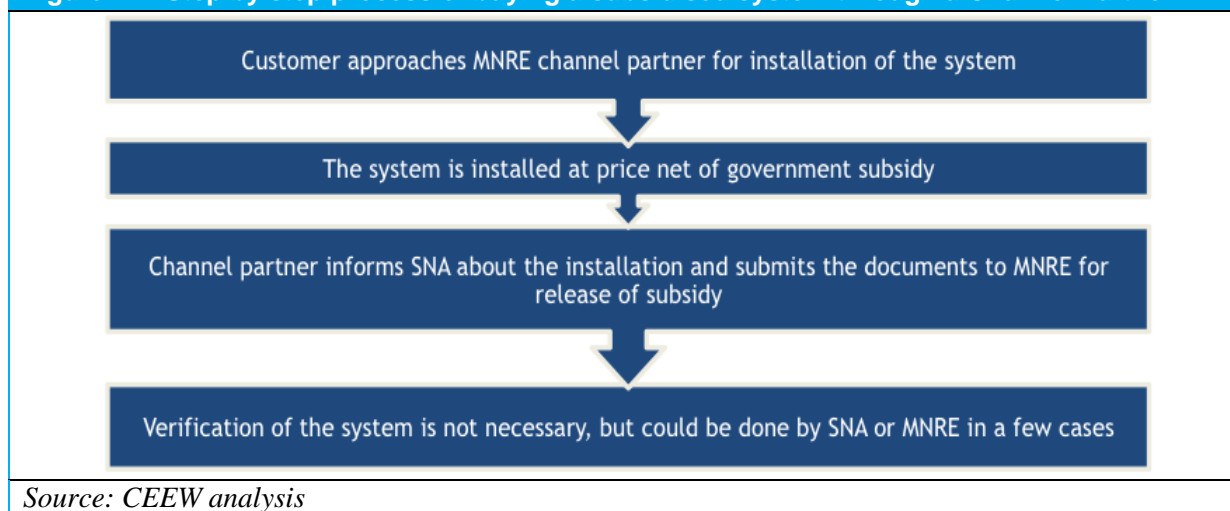 Customer approaches MNRE channel partner for installation of the system
The system is installed at price net of government subsidy
Channel partner informs SNA about the installation and submits the documents to MNRE for
release of subsidy
Verification of the system is not necessary, but could be done by SNA or MNRE in a few cases
Source: CEEW analysis